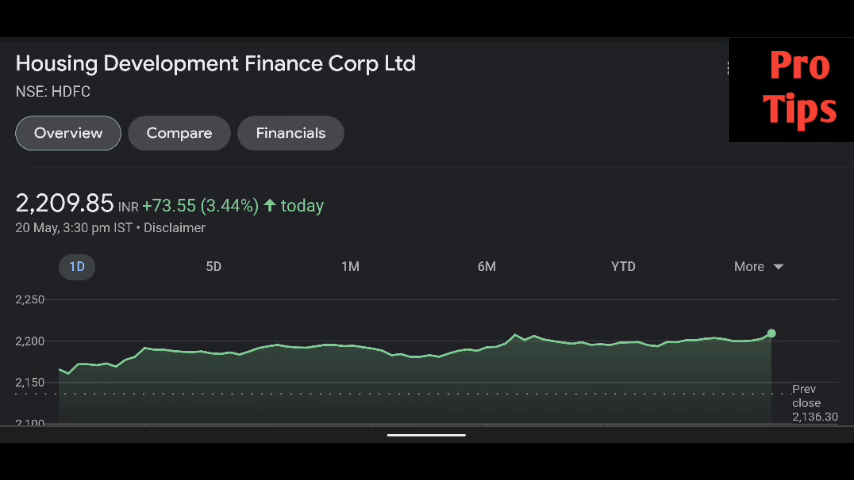 Housing Development Finance Corp Ltd
NSE: HDFC
Pro
Tips
Overview
Compare
Financials
2,209.85 INR +73.55 (3.44%) ↑ today
20 May, 3:30 pm IST • Disclaimer
1D 5D 1M 6M YTD More
2,250
2,200
2,150
Prev
close
2,136.30
2,100